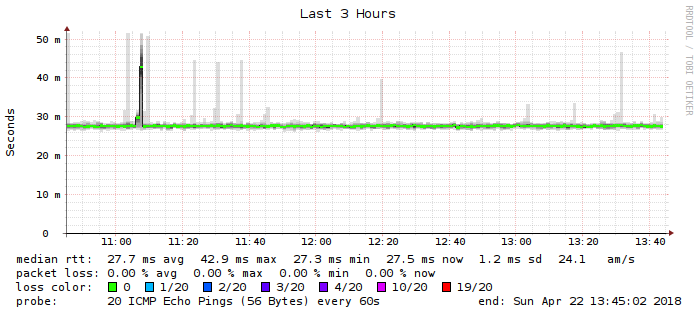 Last 3 Hours
RRDTOOL / TOBI OETIKER
Seconds
50 m
40 m
30 m
20 m
10 m
0
11:00 11:20 11:40 12:00 12:20 12:40 13:00 13:20 13:40
median rtt: 27.7 ms avg 42.9 ms max 27.3 ms min 27.5 ms now 1.2 ms sd 24.1 am/s
packet loss: 0.00 % avg 0.00 % max 0.00 % min 0.00 % now
loss color: 0 1/20 2/20 3/20 4/20 10/20 19/20
probe: 20 ICMP Echo Pings (56 Bytes) every 60s end: Sun Apr 22 13:45:02 2018